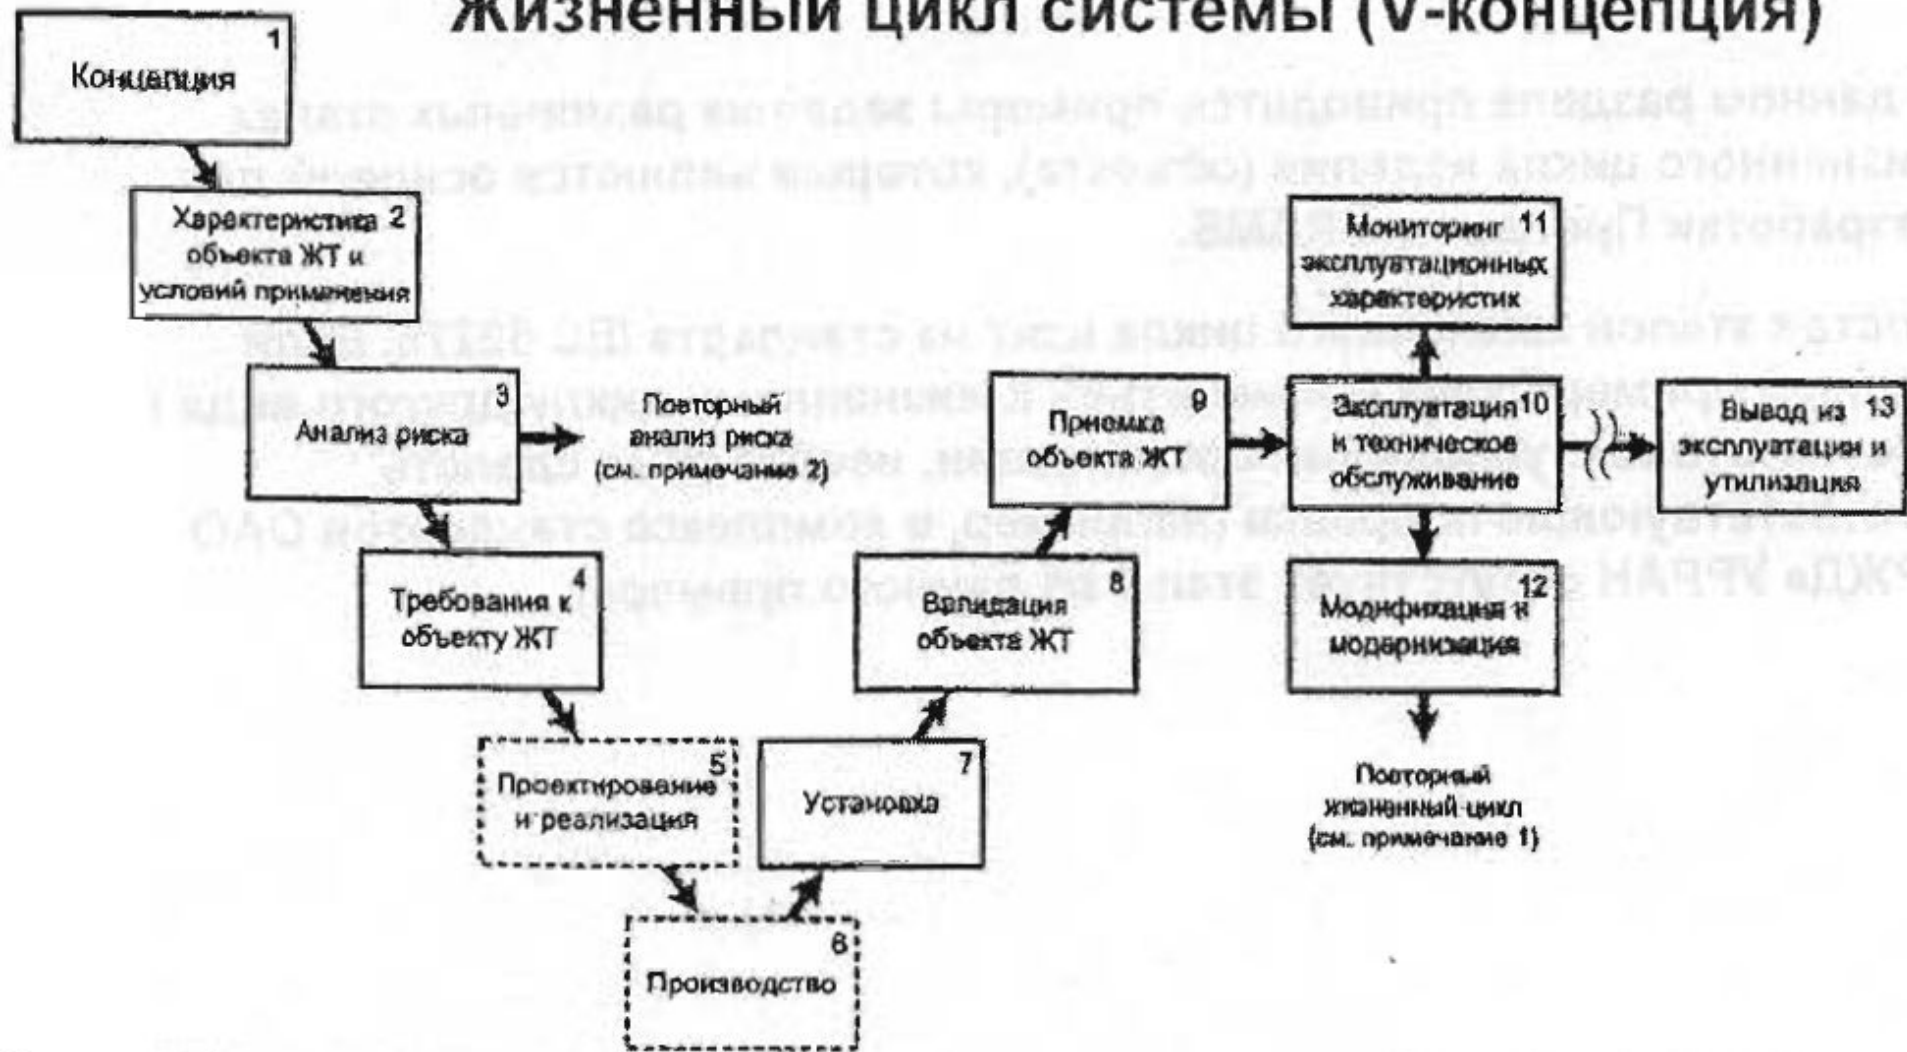 Жизненный цикл системы (V-концепция)
1
Концепция
Характеристика 2
объекта ЖТ и
условий применения
3
Анализ риска
Повторный
анализ риска
(см. примечание 2)
4
Требования к
объекту ЖТ
5
Проектирование
и реализация
6
Производство
7
Установка
8
Валидация
объекта ЖТ
9
Приемка
объекта ЖТ
Эксплуатация 10
и техническое
обслуживание
Мониторинг 11
эксплуатационных
характеристик
12
Модификация и
модернизация
Повторный
жизненный цикл
(см. примечание 1)
Вывод из 13
эксплуатации и
утилизация